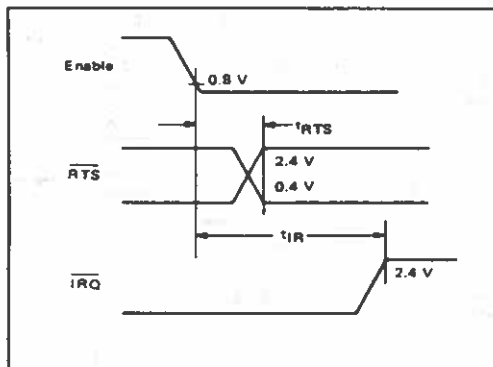 Enable
0.8 V
tRTS
RTS
2.4 V
0.4 V
tIR
IRQ
2.4 V